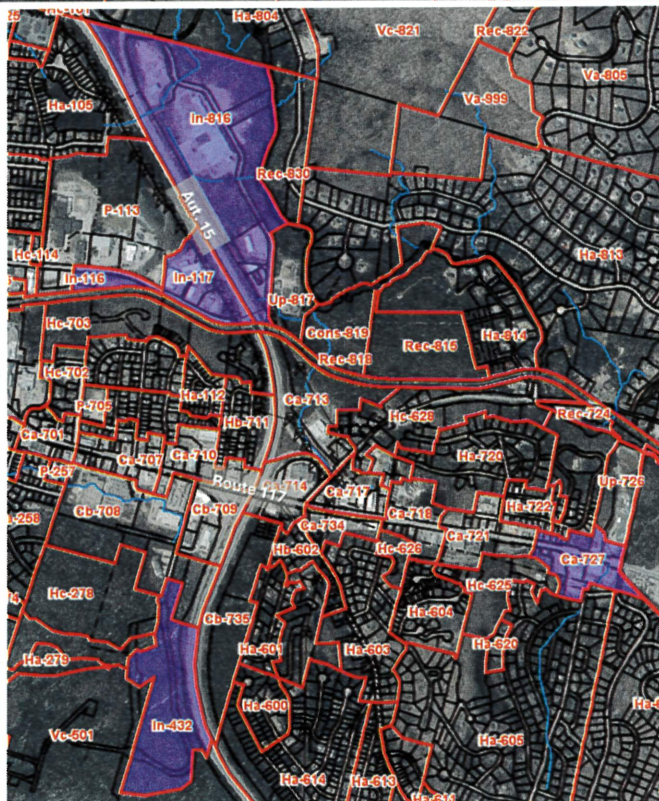 Ha-804
Vc-821
Rec-822
Ha-105
In-816
Va-999
Va-805
Rec-830
P-113
Aut. 15
Ha-813
Hc-114
In-116
In-117
Up-817
Cons-819
Rec-818
Rec-815
Ha-814
Hc-703
Hc-702
P-705
Ha-112
Hb-711
Ca-713
Hc-628
Rec-724
Ca-701
Ca-707
Ca-710
Ha-720
P-257
Route 117
Ca-717
Ca-718
Ha-722
Up-726
Cb-708
Cb-709
Ca-734
Ca-721
Hb-602
Hc-626
Ca-727
Hc-278
Cb-735
Ha-604
Hc-625
Ha-279
Ha-601
Ha-603
Ha-620
In-432
Ha-600
Vc-501
Ha-605
Ha-614
Ha-613